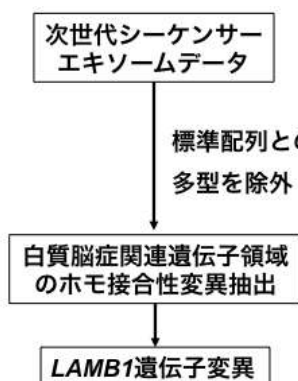 次世代シーケンサー
エキソームデータ
標準配列との
多型を除外
白質脳症関連遺伝子領域
のホモ接合性変異抽出
LAMB1遺伝子変異